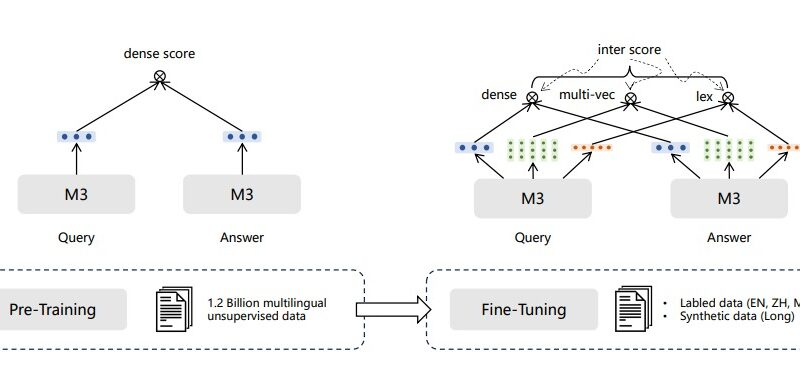 dense score
M3
M3
Query
Answer
Pre-Training
1.2 Billion multilingual
unsupervised data
inter score
dense
multi-vec
lex
M3
M3
Query
Answer
Fine-Tuning
• Labled data (EN, ZH, M
• Synthetic data (Long)